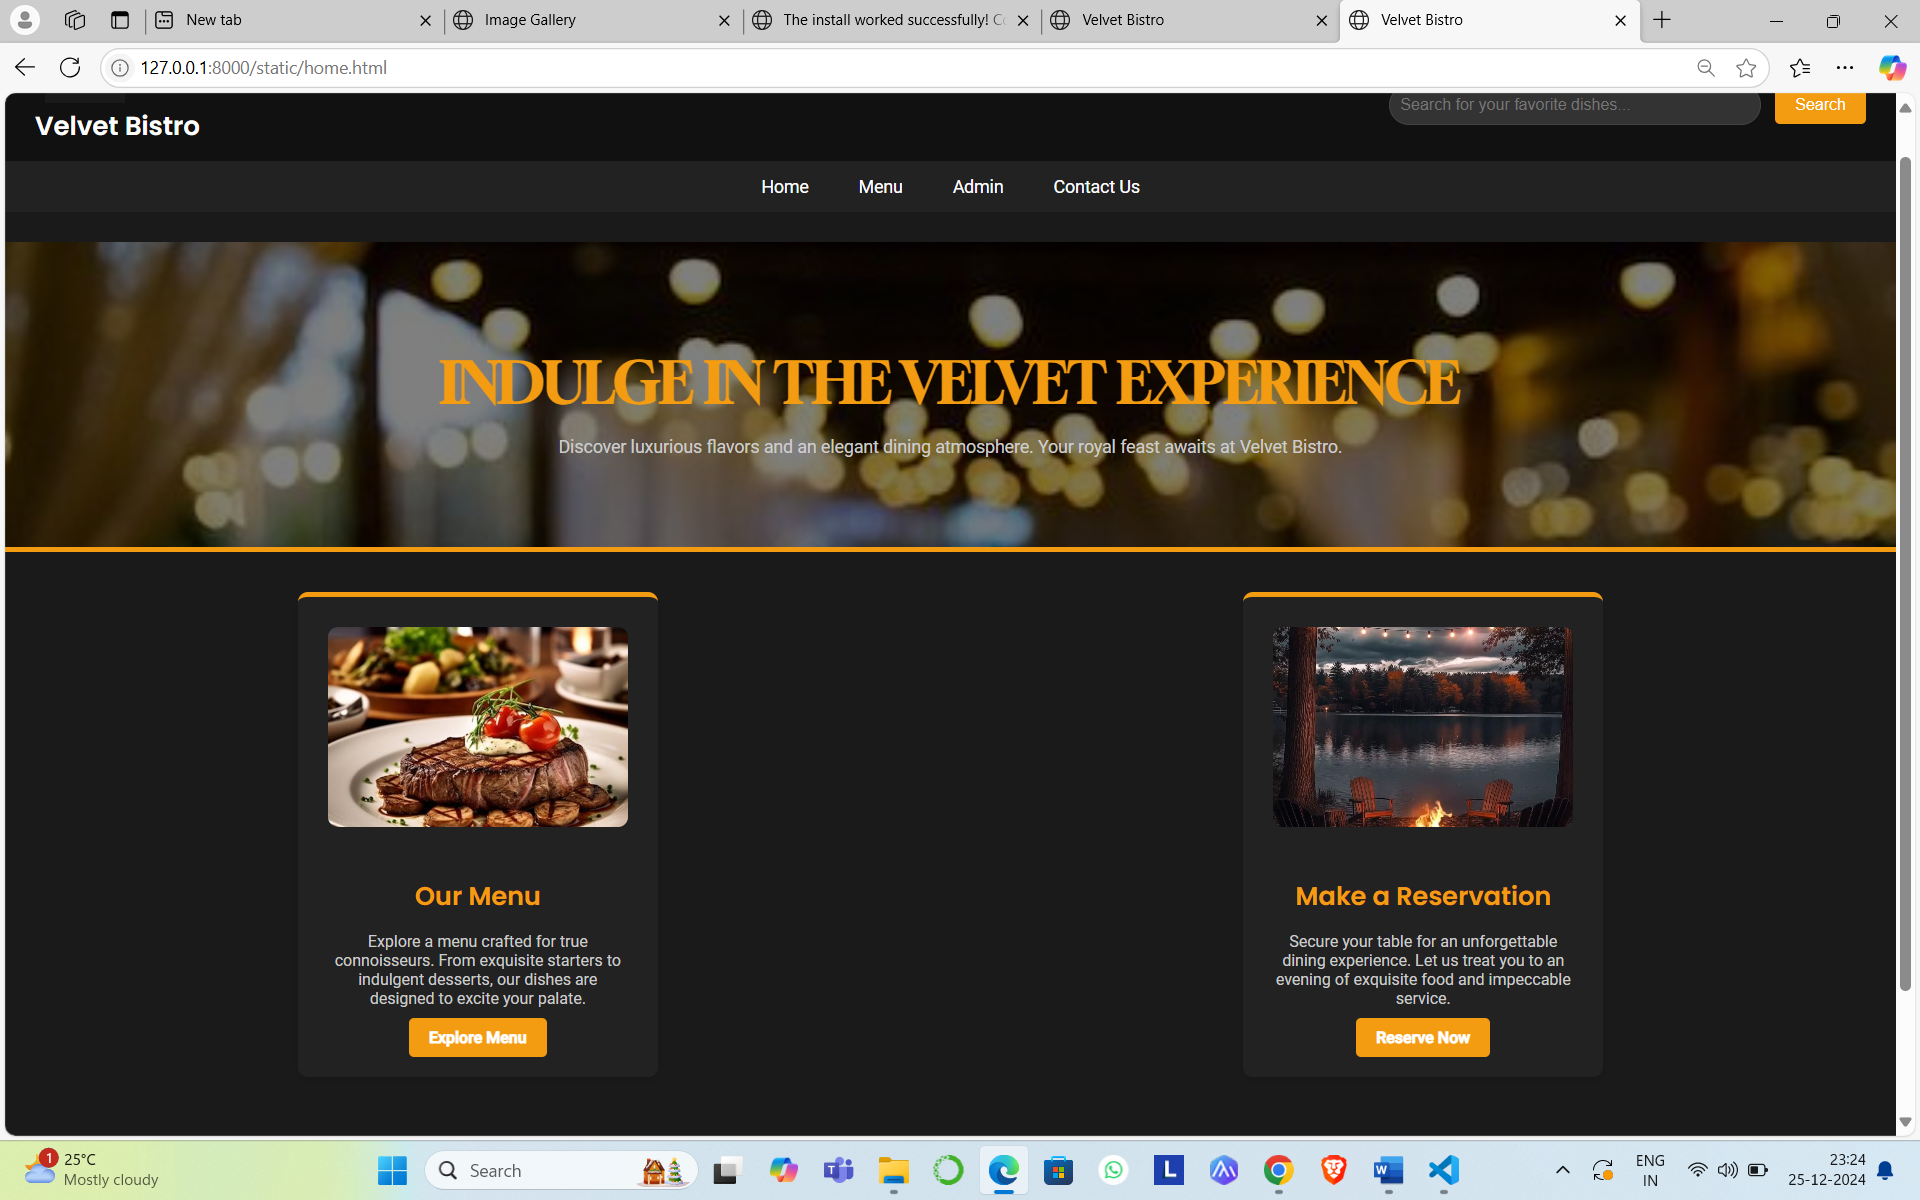 New tab
Image Gallery
The install worked successfully! Co
Velvet Bistro
Velvet Bistro
127.0.0.1:8000/static/home.html
Velvet Bistro
Search for your favorite dishes...
Search
Home
Menu
Admin
Contact Us
INDULGE IN THE VELVET EXPERIENCE
Discover luxurious flavors and an elegant dining atmosphere. Your royal feast awaits at Velvet Bistro.
Our Menu
Explore a menu crafted for true
connoisseurs. From exquisite starters to
indulgent desserts, our dishes are
designed to excite your palate.
Explore Menu
Make a Reservation
Secure your table for an unforgettable
dining experience. Let us treat you to an
evening of exquisite food and impeccable
service.
Reserve Now
1
25°C
Mostly cloudy
Search
L
W
ENG
IN
23:24
25-12-2024